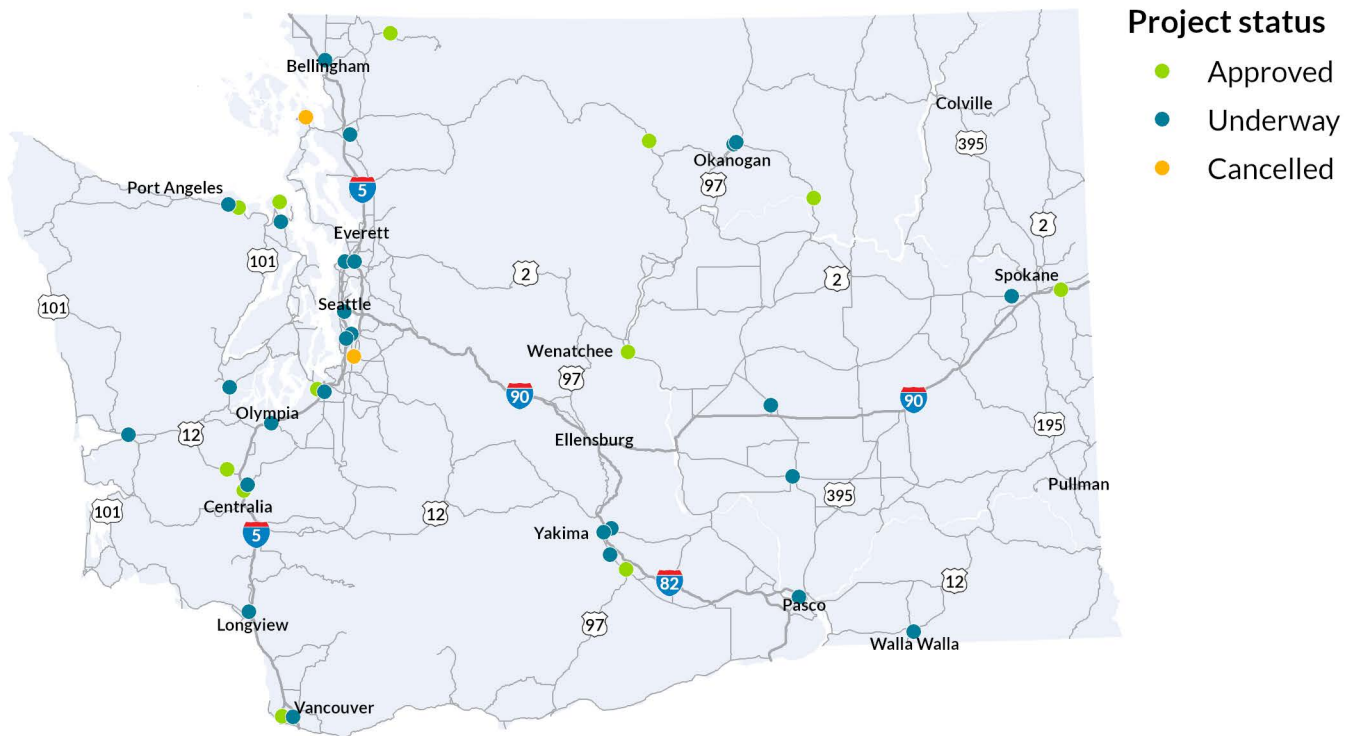 Project status
Approved
Underway
Cancelled
Bellingham
Colville
395
Okanogan
97
Port Angeles
5
2
Everett
101
2
Spokane
2
101
Seattle
Wenatchee
97
90
90
Olympia
12
195
Ellensburg
Pullman
395
Centralia
101
12
5
Yakima
82
12
Pasco
Longview
97
Walla Walla
Vancouver